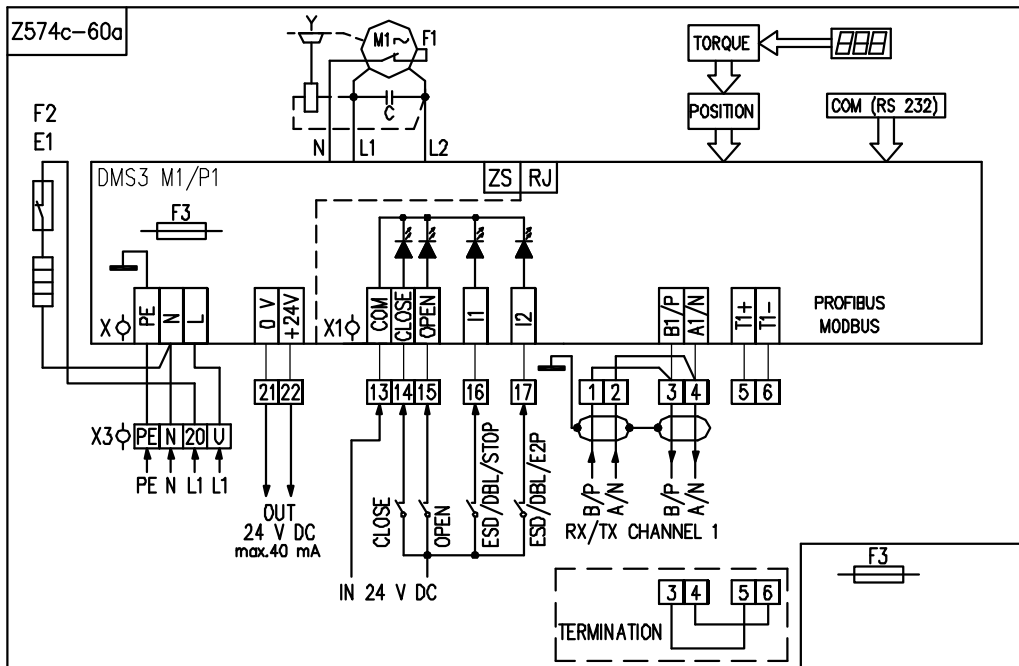 Z574c-60a
Y
M1~
F1
TORQUE
POSITION
COM (RS 232)
C
F2
E1
N
L1
L2
DMS3 M1/P1
ZS
RJ
F3
X
PE
N
L
0 V
+24V
X1
COM
CLOSE
OPEN
I1
I2
B1/P
A1/N
T1+
T1-
PROFIBUS
MODBUS
21
22
13
14
15
16
17
1
2
3
4
5
6
X3
PE
N
20
U
PE
N
L1
L1
OUT
24 V DC
max.40 mA
CLOSE
OPEN
ESD/DBL/STOP
ESD/DBL/E2P
B/P
A/N
B/P
A/N
RX/TX CHANNEL 1
IN 24 V DC
TERMINATION
3
4
5
6
F3